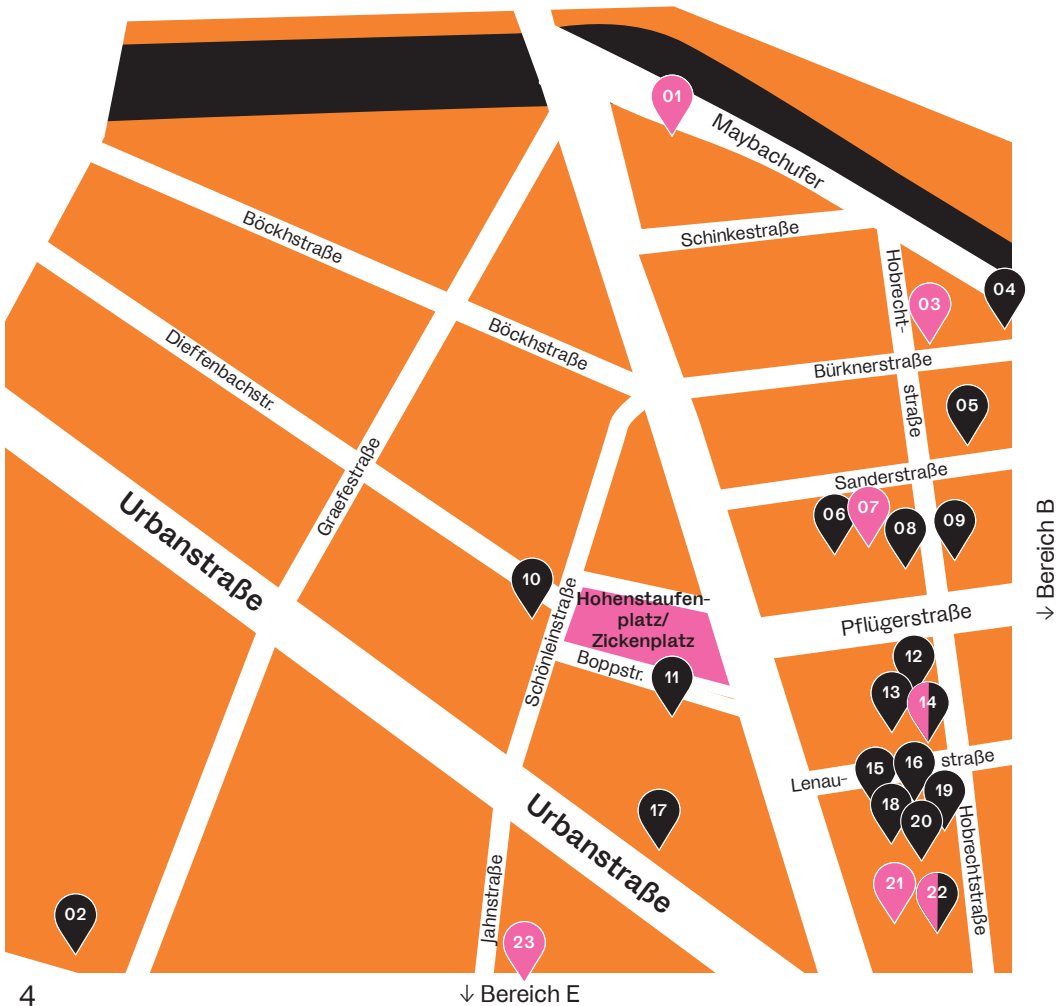 01
Maybachufer
Böckhstraße
Schinkestraße
Hobrecht-
04
03
Böckhstraße
Dieffenbachstr.
Bürknerstraße
straße
05
Graefestraße
Sanderstraße
06
07
08
09
Urbanstraße
10
Schönleinstraße
Hohenstaufen-
platz/
Zickenplatz
Pflügerstraße
↓ Bereich B
Boppstr.
11
12
13
14
Lenau-
straße
15
16
17
18
19
20
Hobrechtstraße
Urbanstraße
21
22
02
Jahnstraße
23
4
↓ Bereich E